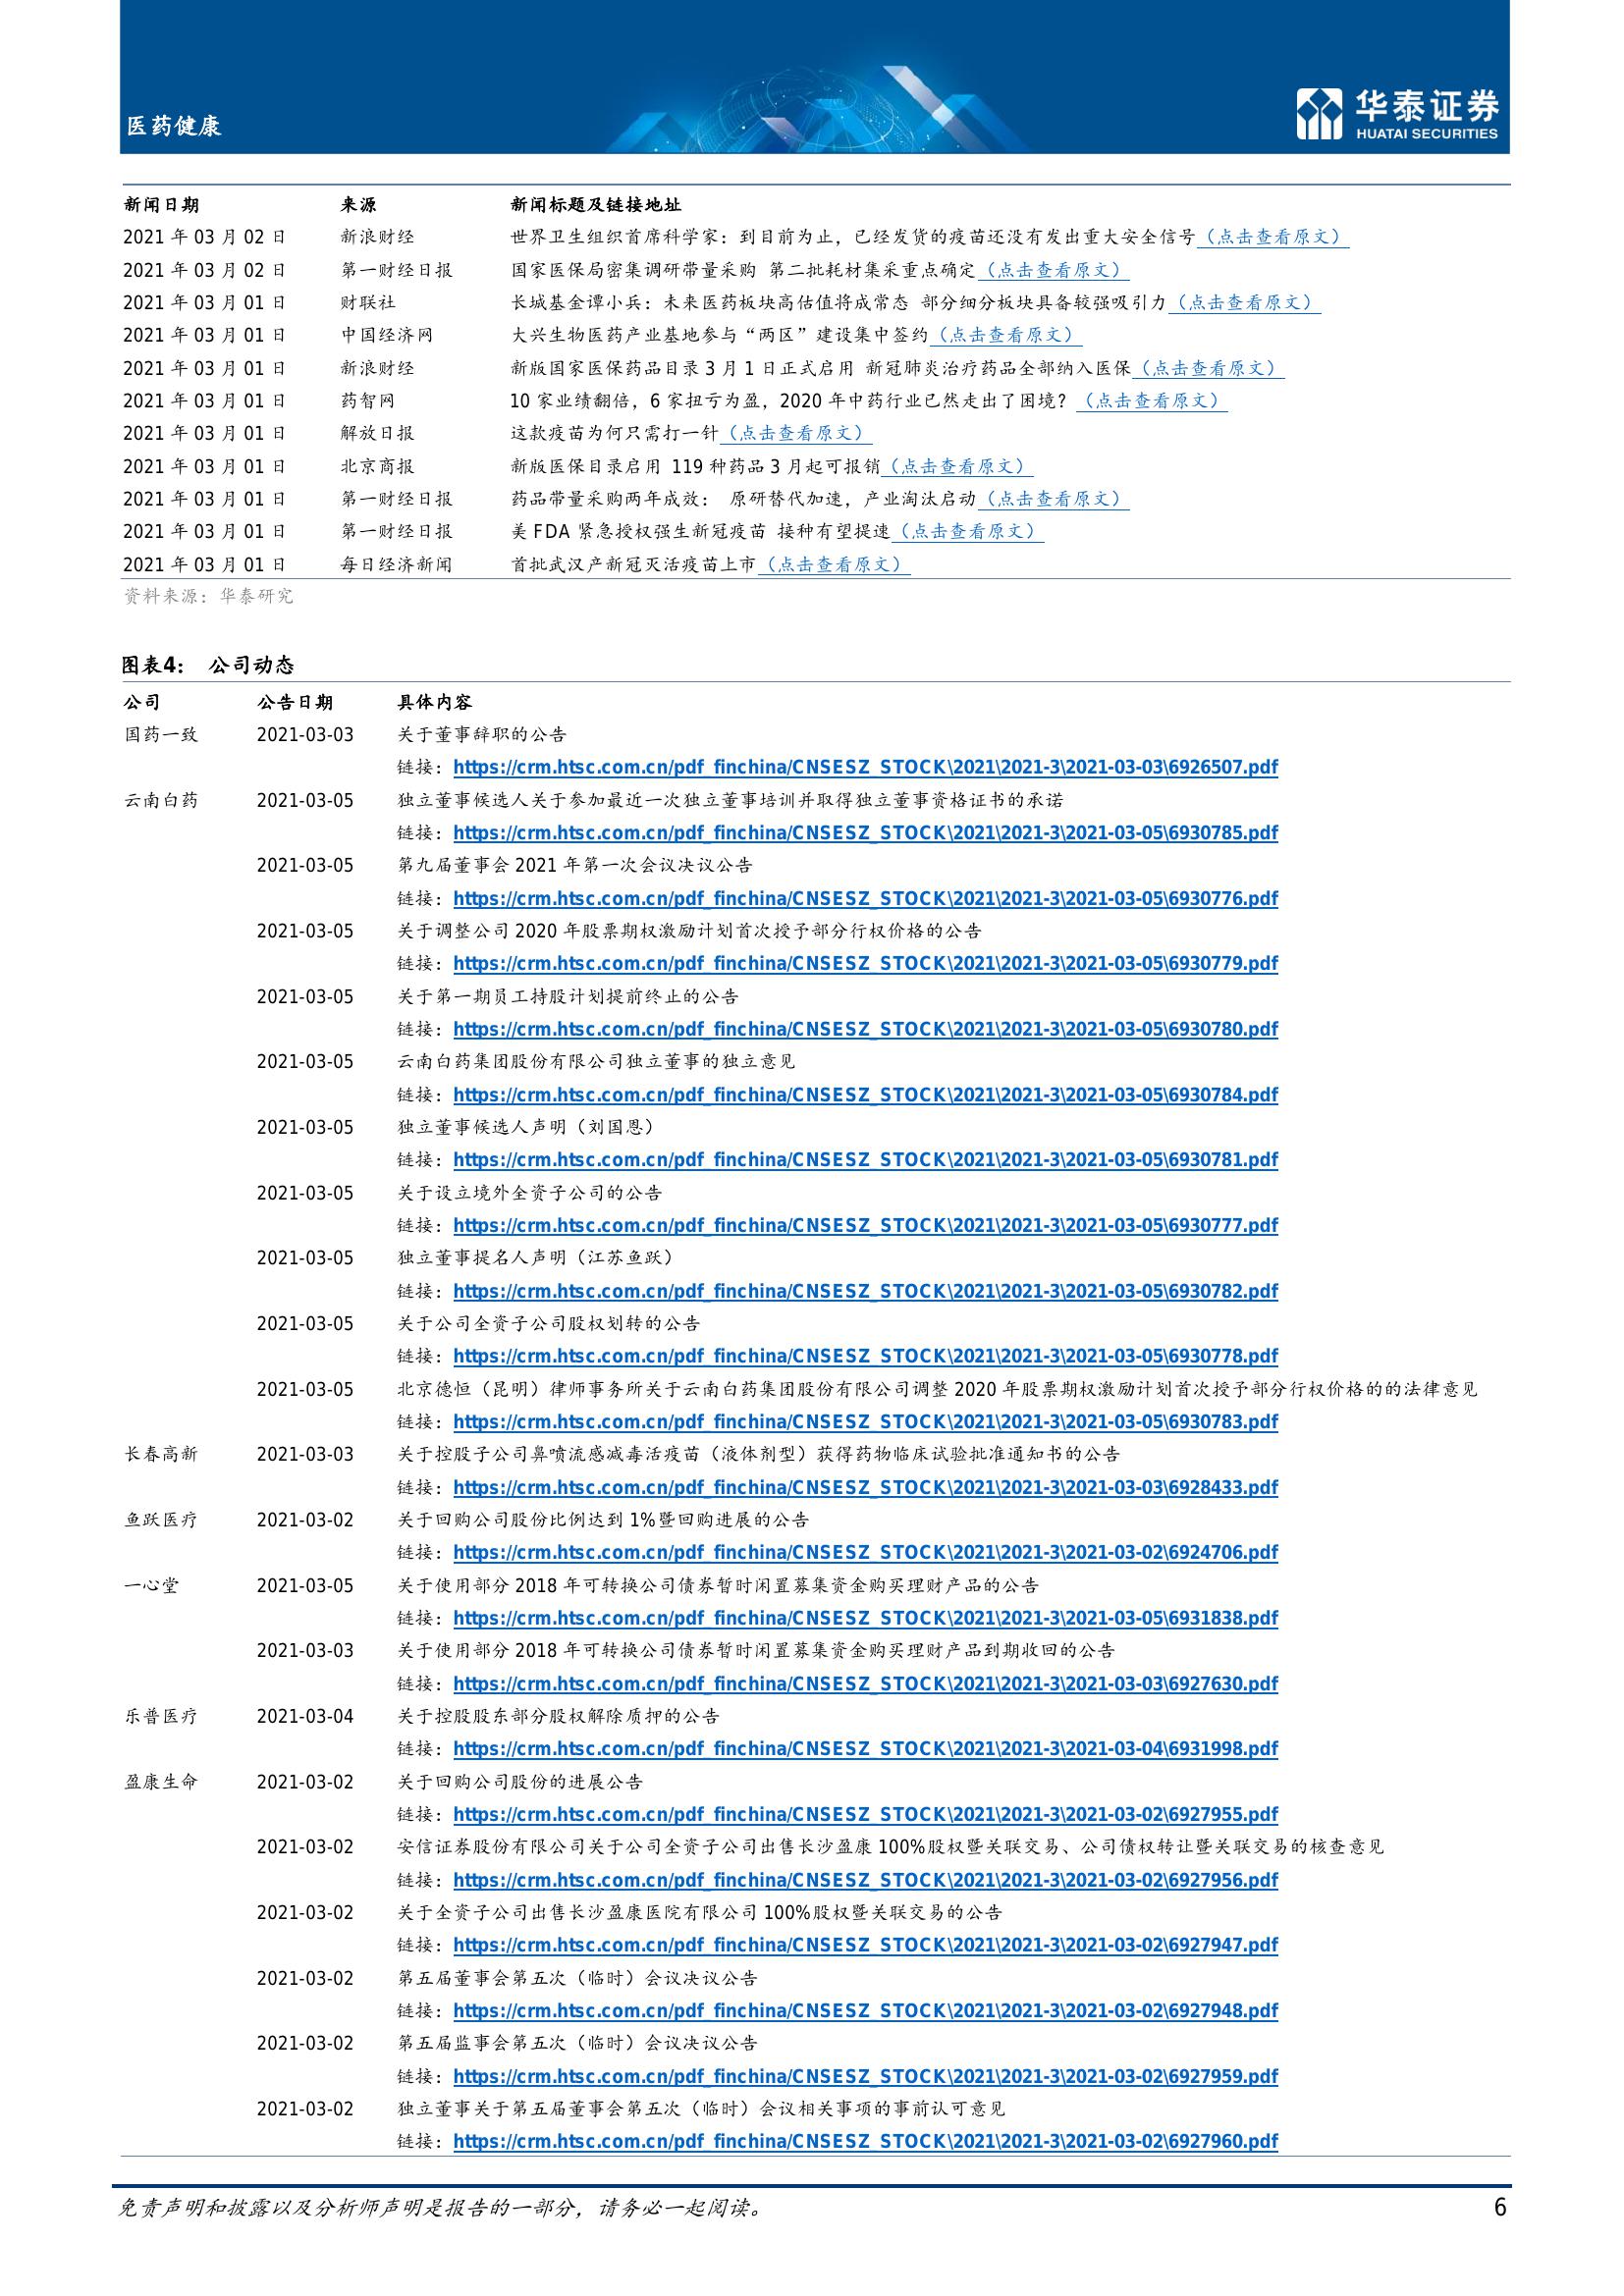 医药健康
华泰证券
HUATAI SECURITIES
新闻日期 来源 新闻标题及链接地址
2021 年 03 月 02 日 新浪财经 世界卫生组织首席科学家：到目前为止，已经发货的疫苗还没有发出重大安全信号（点击查看原文）
2021 年 03 月 02 日 第一财经日报 国家医保局密集调研带量采购 第二批耗材集采重点确定（点击查看原文）
2021 年 03 月 01 日 财联社 长城基金谭小兵：未来医药板块高估值将成常态 部分细分板块具备较强吸引力（点击查看原文）
2021 年 03 月 01 日 中国经济网 大兴生物医药产业基地参与“两区”建设集中签约（点击查看原文）
2021 年 03 月 01 日 新浪财经 新版国家医保药品目录 3 月 1 日正式启用 新冠肺炎治疗药品全部纳入医保（点击查看原文）
2021 年 03 月 01 日 药智网 10 家业绩翻倍，6 家扭亏为盈，2020 年中药行业已然走出了困境？（点击查看原文）
2021 年 03 月 01 日 解放日报 这款疫苗为何只需打一针（点击查看原文）
2021 年 03 月 01 日 北京商报 新版医保目录启用 119 种药品 3 月起可报销（点击查看原文）
2021 年 03 月 01 日 第一财经日报 药品带量采购两年成效： 原研替代加速，产业淘汰启动（点击查看原文）
2021 年 03 月 01 日 第一财经日报 美 FDA 紧急授权强生新冠疫苗 接种有望提速（点击查看原文）
2021 年 03 月 01 日 每日经济新闻 首批武汉产新冠灭活疫苗上市（点击查看原文）
资料来源：华泰研究
图表4： 公司动态
公司 公告日期 具体内容
国药一致 2021-03-03 关于董事辞职的公告
链接：https://crm.htsc.com.cn/pdf_finchina/CNSESZ_STOCK\2021\2021-3\2021-03-03\6926507.pdf
云南白药 2021-03-05 独立董事候选人关于参加最近一次独立董事培训并取得独立董事资格证书的承诺
链接：https://crm.htsc.com.cn/pdf_finchina/CNSESZ_STOCK\2021\2021-3\2021-03-05\6930785.pdf
2021-03-05 第九届董事会 2021 年第一次会议决议公告
链接：https://crm.htsc.com.cn/pdf_finchina/CNSESZ_STOCK\2021\2021-3\2021-03-05\6930776.pdf
2021-03-05 关于调整公司 2020 年股票期权激励计划首次授予部分行权价格的公告
链接：https://crm.htsc.com.cn/pdf_finchina/CNSESZ_STOCK\2021\2021-3\2021-03-05\6930779.pdf
2021-03-05 关于第一期员工持股计划提前终止的公告
链接：https://crm.htsc.com.cn/pdf_finchina/CNSESZ_STOCK\2021\2021-3\2021-03-05\6930780.pdf
2021-03-05 云南白药集团股份有限公司独立董事的独立意见
链接：https://crm.htsc.com.cn/pdf_finchina/CNSESZ_STOCK\2021\2021-3\2021-03-05\6930784.pdf
2021-03-05 独立董事候选人声明（刘国恩）
链接：https://crm.htsc.com.cn/pdf_finchina/CNSESZ_STOCK\2021\2021-3\2021-03-05\6930781.pdf
2021-03-05 关于设立境外全资子公司的公告
链接：https://crm.htsc.com.cn/pdf_finchina/CNSESZ_STOCK\2021\2021-3\2021-03-05\6930777.pdf
2021-03-05 独立董事提名人声明（江苏鱼跃）
链接：https://crm.htsc.com.cn/pdf_finchina/CNSESZ_STOCK\2021\2021-3\2021-03-05\6930782.pdf
2021-03-05 关于公司全资子公司股权划转的公告
链接：https://crm.htsc.com.cn/pdf_finchina/CNSESZ_STOCK\2021\2021-3\2021-03-05\6930778.pdf
2021-03-05 北京德恒（昆明）律师事务所关于云南白药集团股份有限公司调整 2020 年股票期权激励计划首次授予部分行权价格的的法律意见
链接：https://crm.htsc.com.cn/pdf_finchina/CNSESZ_STOCK\2021\2021-3\2021-03-05\6930783.pdf
长春高新 2021-03-03 关于控股子公司鼻喷流感减毒活疫苗（液体剂型）获得药物临床试验批准通知书的公告
链接：https://crm.htsc.com.cn/pdf_finchina/CNSESZ_STOCK\2021\2021-3\2021-03-03\6928433.pdf
鱼跃医疗 2021-03-02 关于回购公司股份比例达到 1%暨回购进展的公告
链接：https://crm.htsc.com.cn/pdf_finchina/CNSESZ_STOCK\2021\2021-3\2021-03-02\6924706.pdf
一心堂 2021-03-05 关于使用部分 2018 年可转换公司债券暂时闲置募集资金购买理财产品的公告
链接：https://crm.htsc.com.cn/pdf_finchina/CNSESZ_STOCK\2021\2021-3\2021-03-05\6931838.pdf
2021-03-03 关于使用部分 2018 年可转换公司债券暂时闲置募集资金购买理财产品到期收回的公告
链接：https://crm.htsc.com.cn/pdf_finchina/CNSESZ_STOCK\2021\2021-3\2021-03-03\6927630.pdf
乐普医疗 2021-03-04 关于控股股东部分股权解除质押的公告
链接：https://crm.htsc.com.cn/pdf_finchina/CNSESZ_STOCK\2021\2021-3\2021-03-04\6931998.pdf
盈康生命 2021-03-02 关于回购公司股份的进展公告
链接：https://crm.htsc.com.cn/pdf_finchina/CNSESZ_STOCK\2021\2021-3\2021-03-02\6927955.pdf
2021-03-02 安信证券股份有限公司关于公司全资子公司出售长沙盈康 100%股权暨关联交易、公司债权转让暨关联交易的核查意见
链接：https://crm.htsc.com.cn/pdf_finchina/CNSESZ_STOCK\2021\2021-3\2021-03-02\6927956.pdf
2021-03-02 关于全资子公司出售长沙盈康医院有限公司 100%股权暨关联交易的公告
链接：https://crm.htsc.com.cn/pdf_finchina/CNSESZ_STOCK\2021\2021-3\2021-03-02\6927947.pdf
2021-03-02 第五届董事会第五次（临时）会议决议公告
链接：https://crm.htsc.com.cn/pdf_finchina/CNSESZ_STOCK\2021\2021-3\2021-03-02\6927948.pdf
2021-03-02 第五届监事会第五次（临时）会议决议公告
链接：https://crm.htsc.com.cn/pdf_finchina/CNSESZ_STOCK\2021\2021-3\2021-03-02\6927959.pdf
2021-03-02 独立董事关于第五届董事会第五次（临时）会议相关事项的事前认可意见
链接：https://crm.htsc.com.cn/pdf_finchina/CNSESZ_STOCK\2021\2021-3\2021-03-02\6927960.pdf
免责声明和披露以及分析师声明是报告的一部分，请务必一起阅读。 6